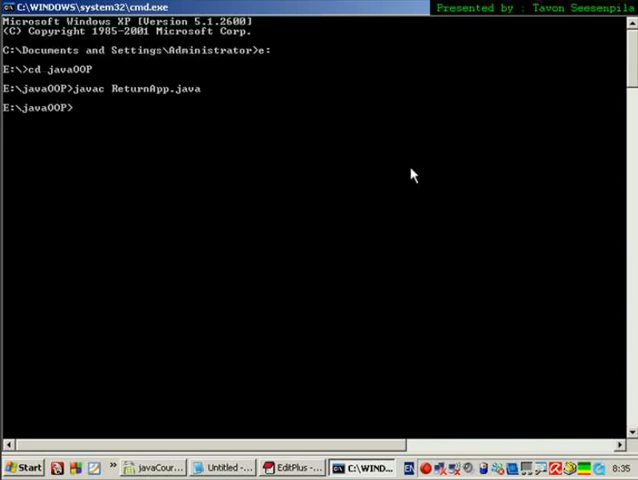 C:\WINDOWS\system32\cmd.exe
Presented by : Tavon Seesenpila
Microsoft Windows XP [Version 5.1.2600]
(C) Copyright 1985-2001 Microsoft Corp.
C:\Documents and Settings\Administrator>e:
E:\>cd javaOOP
E:\javaOOP>javac ReturnApp.java
E:\javaOOP>
Start
javaCour...
Untitled -...
EditPlus -...
C:\WIND...
EN
8:35